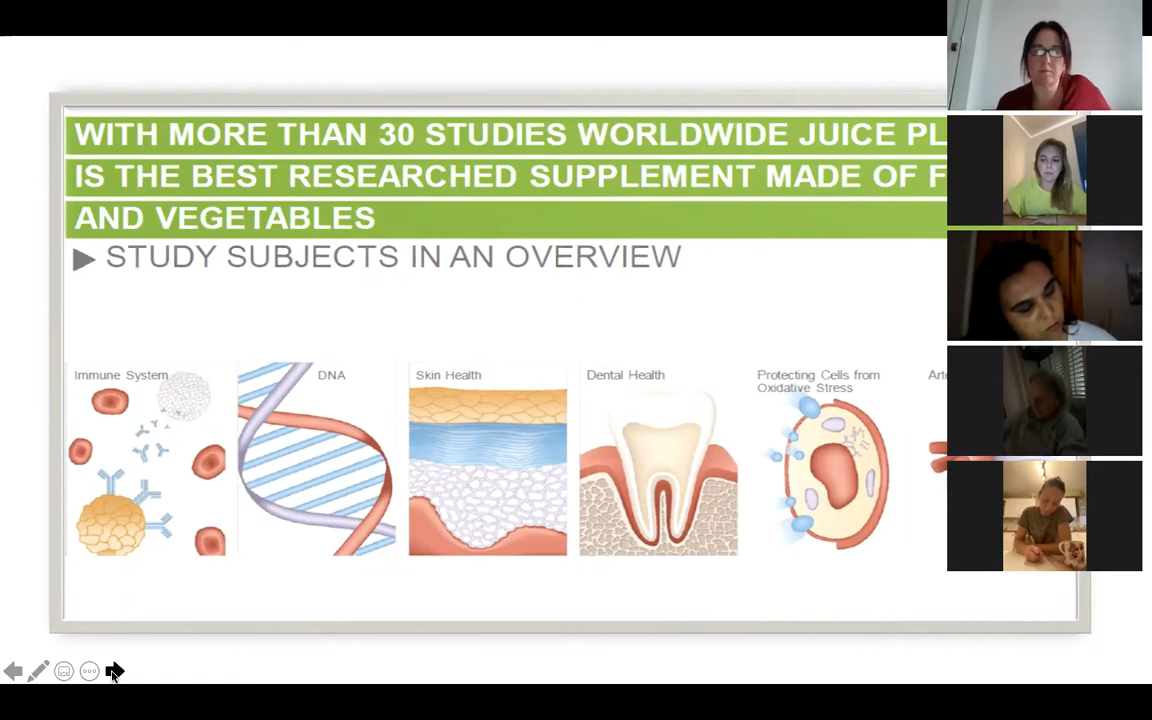 WITH MORE THAN 30 STUDIES WORLDWIDE JUICE PL
IS THE BEST RESEARCHED SUPPLEMENT MADE OF F
AND VEGETABLES
▶ STUDY SUBJECTS IN AN OVERVIEW
Immune System
DNA
Skin Health
Dental Health
Protecting Cells from
Oxidative Stress
Arte